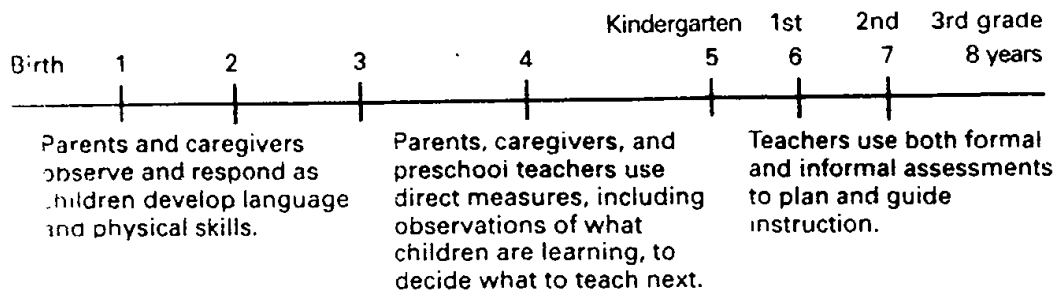 Kindergarten 1st 2nd 3rd grade
Birth 1 2 3 4 5 6 7 8 years
Parents and caregivers
observe and respond as
children develop language
and physical skills.
Parents, caregivers, and
preschool teachers use
direct measures, including
observations of what
children are learning, to
decide what to teach next.
Teachers use both formal
and informal assessments
to plan and guide
instruction.